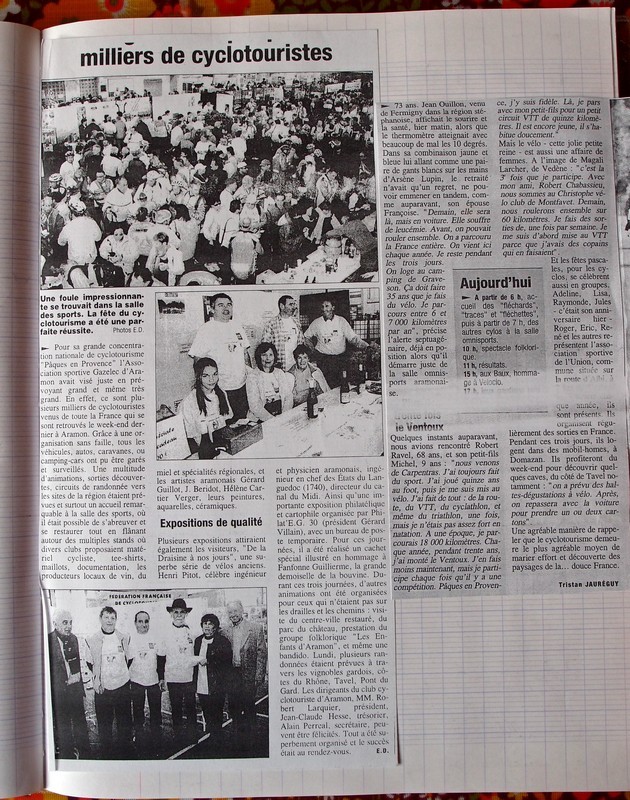 milliers de cyclotouristes
Une foule impressionnan-
te se trouvait dans la salle
des sports. La fête du cy-
clotourisme a été une par-
faite réussite.
Photos E.D.
► Pour sa grande concentra-
tion nationale de cyclotourisme
"Pâques en Provence" l'Asso-
ciation sportive Gazelec d'Ara-
mon avait visé juste en pré-
voyant grand et même très
grand. En effet, ce sont plu-
sieurs milliers de cyclotouristes
venus de toute la France qui se
sont retrouvés le week-end der-
nier à Aramon. Grâce à une or-
ganisation sans faille, tous les
véhicules, autos, caravanes, ou
camping-cars ont pu être garés
et surveillés. Une multitude
d'animations, sorties découver-
tes, circuits de randonnée vers
les sites de la région étaient pré-
vues et surtout un accueil remar-
quable à la salle des sports, où
il était possible de s'abreuver et
se restaurer tout en flânant
autour des multiples stands où
divers clubs proposaient maté-
riel cycliste, tee-shirts,
maillots, documentation, les
producteurs locaux de vin, du
miel et spécialités régionales, et
les artistes aramonais Gérard
Guillot, J. Beridot, Hélène Car-
tier Verger, leurs peintures,
aquarelles, céramiques.
Expositions de qualité
Plusieurs expositions attiraient
également les visiteurs, "De la
Draisine à nos jours", une su-
perbe série de vélos anciens.
Henri Pitot, célèbre ingénieur
et physicien aramonais, ingé-
nieur en chef des Etats du Lan-
guedoc (1740), directeur du ca-
nal du Midi. Ainsi qu'une im-
portante exposition philatélique
et cartophile organisée par Phi-
lat'E.G. 30 (président Gérard
Villain), avec un bureau de pos-
te temporaire. Pour ces jour-
nées, il a été réalisé un cachet
spécial illustré en hommage à
Fanfonne Guillierme, la grande
demoiselle de la bouvine. Du-
rant ces trois journées, d'autres
animations ont été organisées
pour ceux qui n'étaient pas sur
les drailles et les chemins : visi-
te du centre-ville restauré, du
parc du château, prestation du
groupe folklorique "Les En-
fants d'Aramon", et même une
bandido. Lundi, plusieurs ran-
données étaient prévues à tra-
vers les vignobles gardois, cô-
tes du Rhône, Tavel, Pont du
Gard. Les dirigeants du club cy-
clotouriste d'Aramon, MM. Ro-
bert Larquier, président,
Jean-Claude Hesse, trésorier,
Alain Perreal, secrétaire, peu-
vent être félicités. Tout a été su-
perbement organisé et le succès
était au rendez-vous.
E.D.
FEDERATION FRANÇAISE
DE CYCLOTOURISME
► 73 ans. Jean Ouillon, venu
de Fermigny dans la région sté-
phanoise, affichait le sourire et
la santé, hier matin, alors que
le thermomètre atteignait avec
beaucoup de mal les 10 degrés.
Dans sa combinaison jaune et
bleue lui allant comme une pai-
re de gants blancs sur les mains
d'Arsène Lupin, le retraité
n'avait qu'un regret, ne pou-
voir emmener en tandem, com-
me auparavant, son épouse
Françoise. "Demain, elle sera
là, mais en voiture. Elle souffre
de leucémie. Avant, on pouvait
rouler ensemble. On a parcouru
la France entière. On vient ici
chaque année. Je reste pendant
les trois jours.
On loge au cam-
ping de Grave-
son. Ça doit faire
35 ans que je fais
du vélo. Je par-
cours entre 6 et
7 000 kilomètres
par an", précise
l'alerte septuagé-
naire, déjà en po-
sition alors qu'il
démarre juste de
la salle omnis-
ports aramonai-
se.
le Ventoux
Quelques instants auparavant,
nous avions rencontré Robert
Ravel, 68 ans, et son petit-fils
Michel, 9 ans : "nous venons
de Carpentras. J'ai toujours fait
du sport. J'ai joué quinze ans
au foot, puis je me suis mis au
vélo. J'ai fait de tout : de la rou-
te, du VTT, du cyclathlon, et
même du triathlon, une fois,
mais je n'étais pas assez fort en
natation. A une époque, je par-
courais 18 000 kilomètres. Cha-
que année, pendant trente ans,
j'ai monté le Ventoux. J'en fais
moins maintenant, mais je parti-
cipe chaque fois qu'il y a une
compétition. Pâques en Proven-
ce, j'y suis fidèle. Là, je pars
avec mon petit-fils pour un petit
circuit VTT de quinze kilomè-
tres. Il est encore jeune, il s'ha-
bitue doucement."
Mais le vélo - cette jolie petite
reine - est aussi une affaire de
femmes. A l'image de Magali
Larcher, de Vedène : "c'est la
3e fois que je participe. Avec
mon ami, Robert Chabassieu,
nous sommes au Christophe vé-
lo club de Montfavet. Demain,
nous roulerons ensemble sur
60 kilomètres. Je fais des sor-
ties de, une fois par semaine. Je
me suis d'abord mise au VTT
parce que j'avais des copains
qui en faisaient".
Et les fêtes pasca-
les, pour les cy-
clos, se célèbrent
aussi en groupes.
Adeline, Lisa,
Raymonde, Jules
- c'était son anni-
versaire hier -
Roger, Eric, Re-
né et les autres re-
présentent l'asso-
ciation sportive
de l'Union, com-
mune située sur
la route
que année, ils
sont présents. Ils
organisent régu-
lièrement des sorties en France.
Pendant ces trois jours, ils lo-
gent dans des mobil-homes, à
Domazan. Ils profiteront du
week-end pour découvrir quel-
ques caves, du côté de Tavel no-
tamment : "on a prévu des bal-
les-dégustations à vélo. Après,
on repassera avec la voiture
pour prendre un ou deux car-
tons".
Une agréable manière de rappe-
ler que le cyclotourisme demeu-
re le plus agréable moyen de
marier effort et découverte des
paysages de la... douce France.
Tristan JAURÉGUY
Aujourd'hui
► A partir de 6 h, ac-
cueil des "fléchards",
"traces" et "fléchettes",
puis à partir de 7 h, des
autres cyclos à la salle
omnisports.
10 h, spectacle folklori-
que.
11 h, résultats.
15 h, aux Baux, homma-
ge à Velocio.